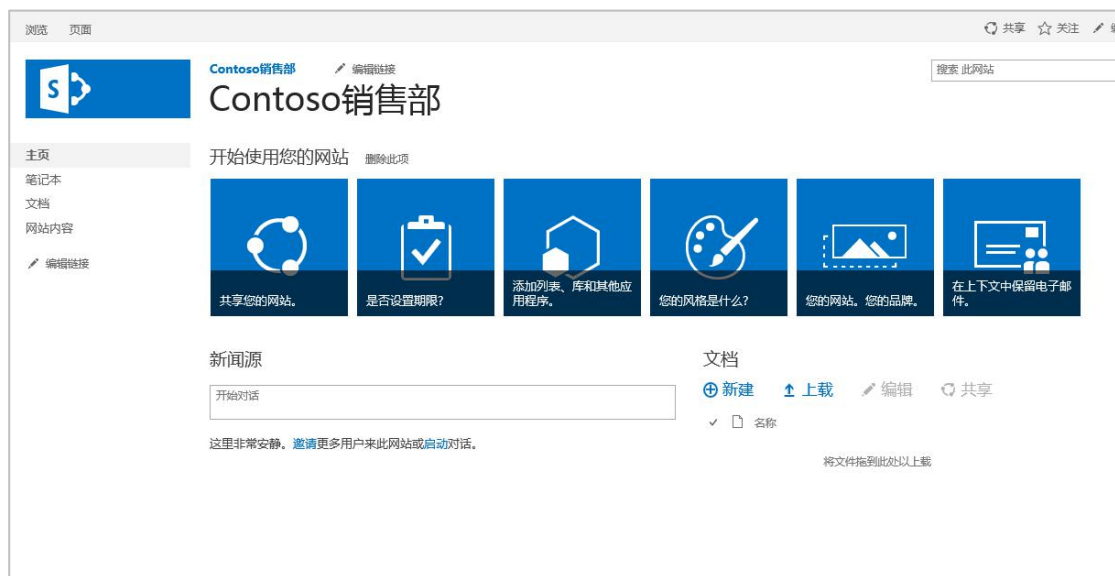 浏览 页面 共享 关注
Contoso销售部 编辑链接 搜索 此网站
S
Contoso销售部
主页
笔记本
文档
网站内容
编辑链接
开始使用您的网站 删除此项
共享您的网站。
是否设置期限?
添加列表、库和其他应
用程序。
您的风格是什么?
您的网站。您的品牌。
在上下文中保留电子邮
件。
新闻源
开始对话
这里非常安静。邀请更多用户来此网站或启动对话。
文档
新建 上载 编辑 共享
名称
将文件拖到此处以上载